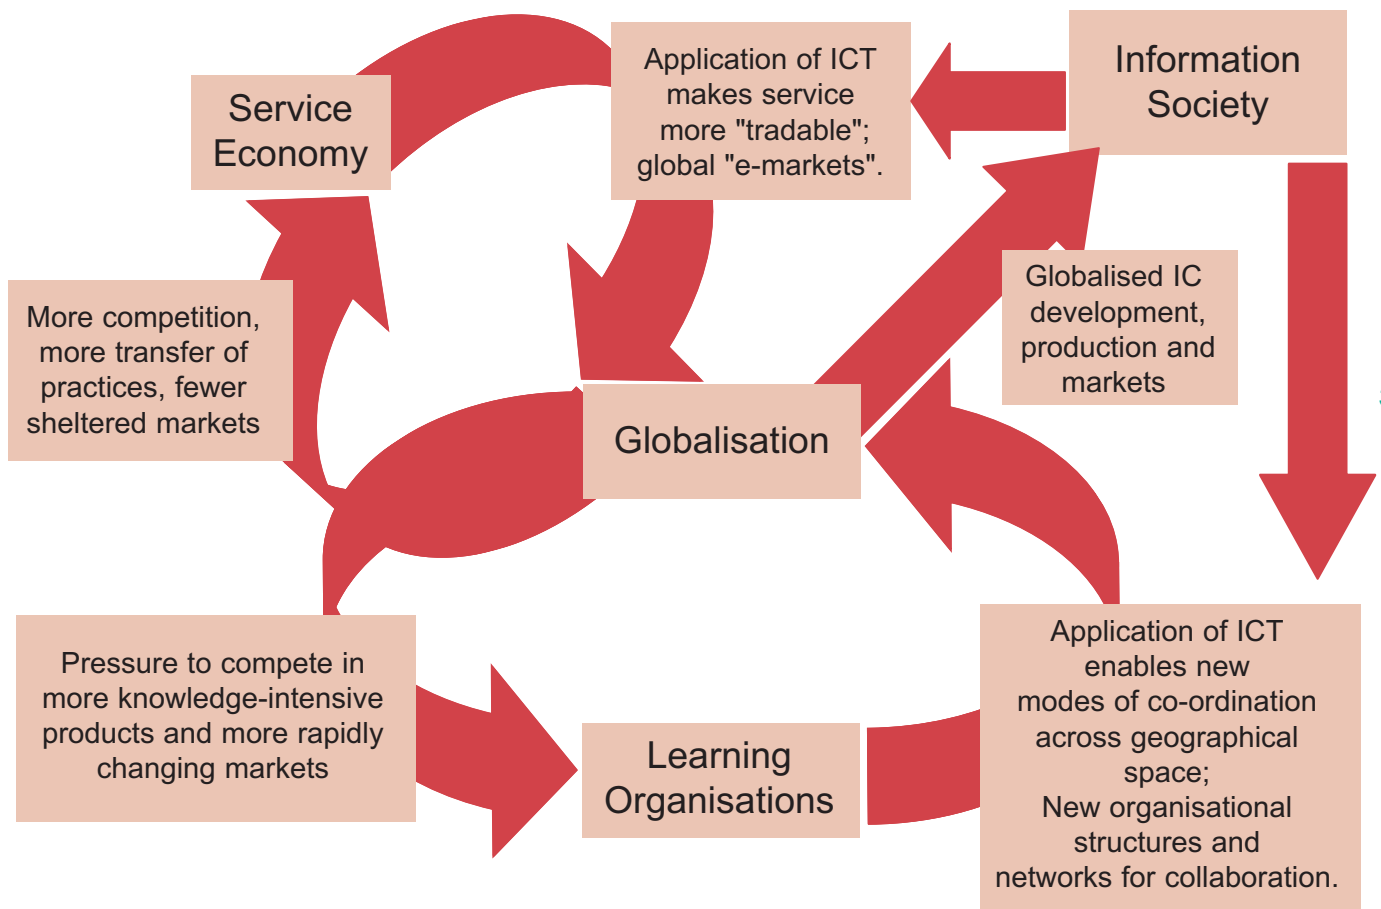 Service
Economy
Application of ICT
makes service
more "tradable";
global "e-markets".
Information
Society
More competition,
more transfer of
practices, fewer
sheltered markets
Globalised IC
development,
production and
markets
Globalisation
Pressure to compete in
more knowledge-intensive
products and more rapidly
changing markets
Learning
Organisations
Application of ICT
enables new
modes of co-ordination
across geographical
space;
New organisational
structures and
networks for collaboration.